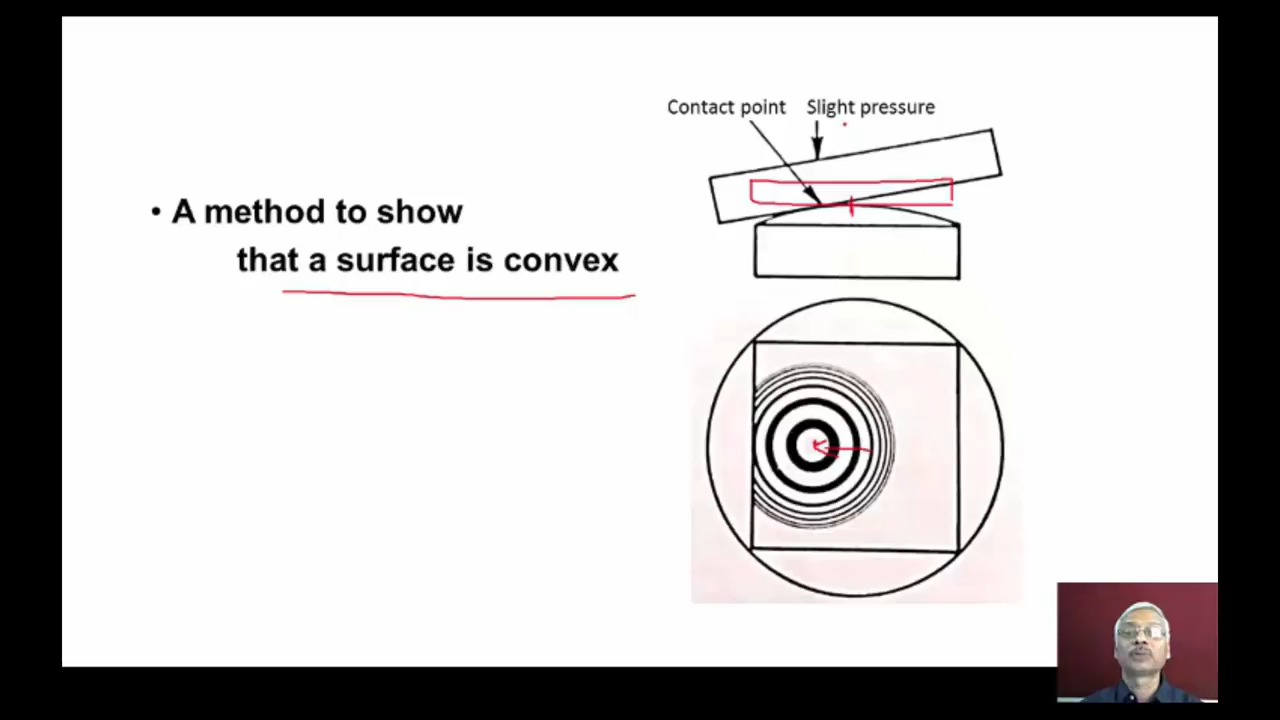 • A method to show
that a surface is convex
Contact point Slight pressure